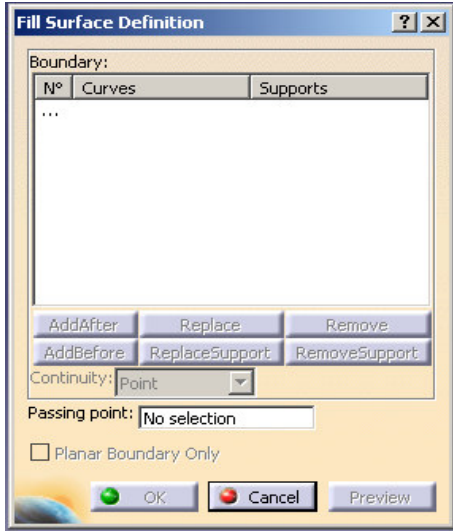 Fill Surface Definition
Boundary:
N° Curves Supports
...
AddAfter Replace Remove
AddBefore ReplaceSupport RemoveSupport
Continuity: Point
Passing point: No selection
Planar Boundary Only
OK Cancel Preview